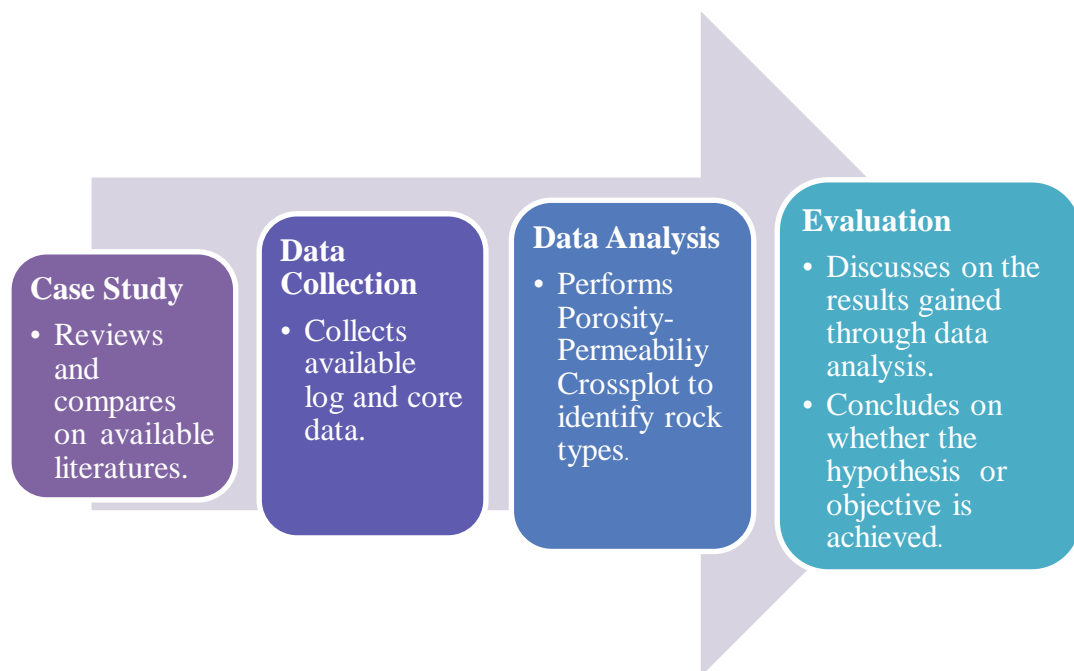 Case Study
• Reviews
and
compares
on available
literatures.
Data
Collection
• Collects
available
log and core
data.
Data Analysis
• Performs
Porosity-
Permeabiliy
Crossplot to
identify rock
types.
Evaluation
• Discusses on the
results gained
through data
analysis.
• Concludes on
whether the
hypothesis or
objective is
achieved.